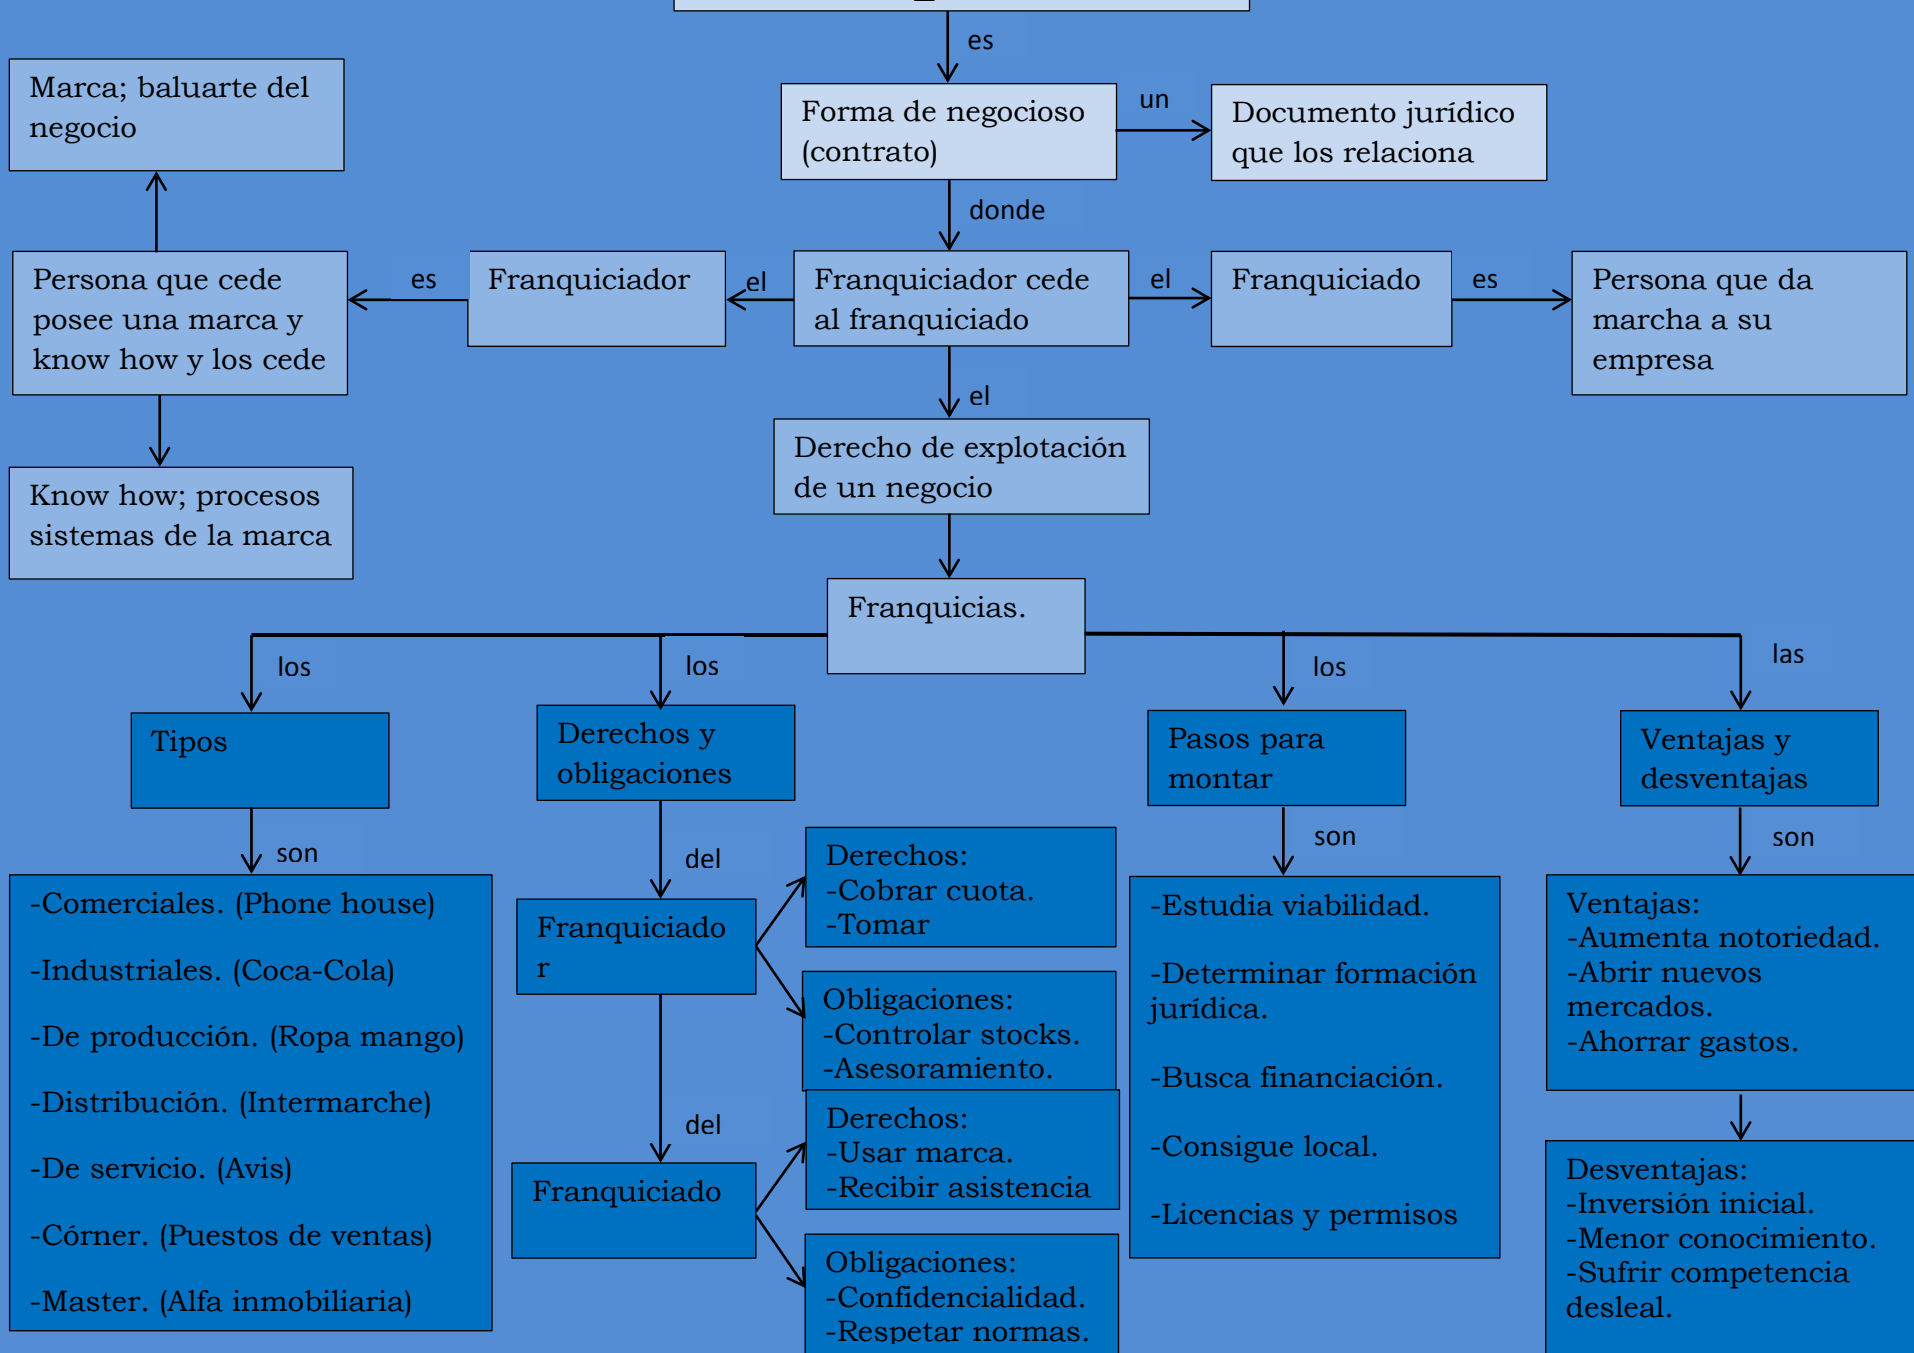 es
Marca; baluarte del
negocio
Forma de negocioso
(contrato)
un
Documento jurídico
que los relaciona
donde
Persona que cede
posee una marca y
know how y los cede
es
Franquiciador
el
Franquiciador cede
al franquiciado
el
Franquiciado
es
Persona que da
marcha a su
empresa
el
Know how; procesos
sistemas de la marca
Derecho de explotación
de un negocio
Franquicias.
los
los
los
las
Tipos
Derechos y
obligaciones
Pasos para
montar
Ventajas y
desventajas
son
del
son
son
-Comerciales. (Phone house)
-Industriales. (Coca-Cola)
-De producción. (Ropa mango)
-Distribución. (Intermarche)
-De servicio. (Avis)
-Córner. (Puestos de ventas)
-Master. (Alfa inmobiliaria)
Franquiciado
r
Derechos:
-Cobrar cuota.
-Tomar
Obligaciones:
-Controlar stocks.
-Asesoramiento.
del
Franquiciado
Derechos:
-Usar marca.
-Recibir asistencia
Obligaciones:
-Confidencialidad.
-Respetar normas.
-Estudia viabilidad.
-Determinar formación
jurídica.
-Busca financiación.
-Consigue local.
-Licencias y permisos
Ventajas:
-Aumenta notoriedad.
-Abrir nuevos
mercados.
-Ahorrar gastos.
Desventajas:
-Inversión inicial.
-Menor conocimiento.
-Sufrir competencia
desleal.